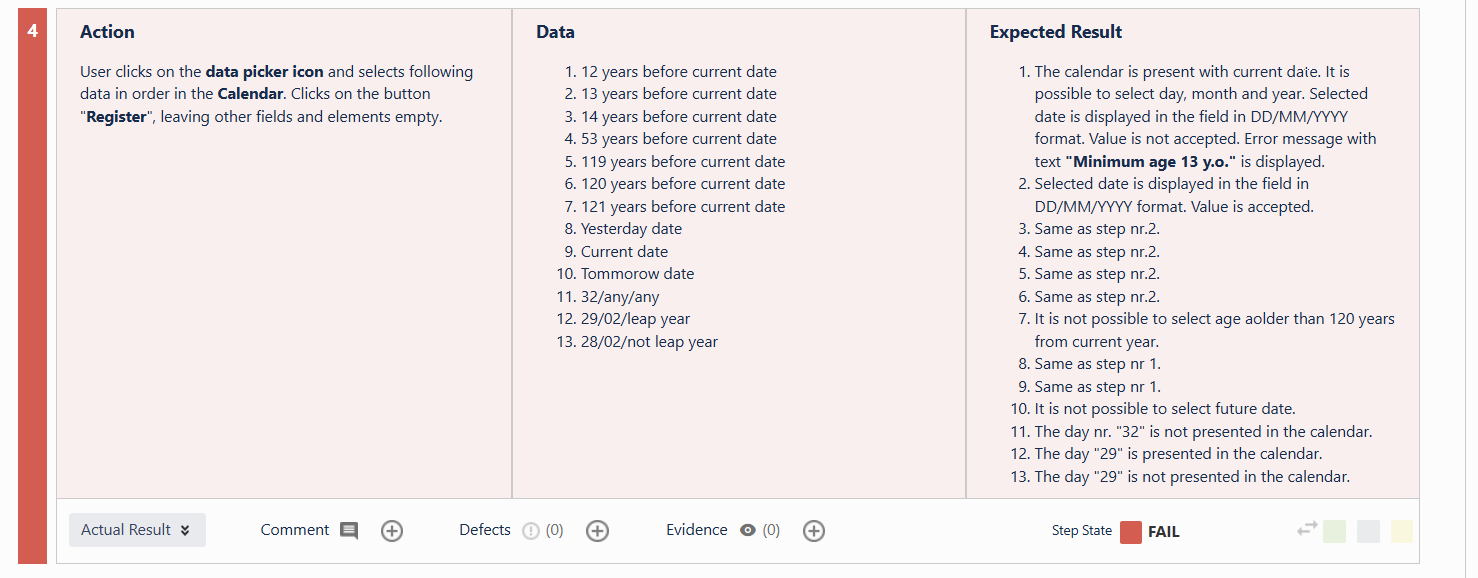 4
Action
User clicks on the data picker icon and selects following
data in order in the Calendar. Clicks on the button
"Register", leaving other fields and elements empty.
Data
1. 12 years before current date
2. 13 years before current date
3. 14 years before current date
4. 53 years before current date
5. 119 years before current date
6. 120 years before current date
7. 121 years before current date
8. Yesterday date
9. Current date
10. Tommorow date
11. 32/any/any
12. 29/02/leap year
13. 28/02/not leap year
Expected Result
1. The calendar is present with current date. It is
possible to select day, month and year. Selected
date is displayed in the field in DD/MM/YYYY
format. Value is not accepted. Error message with
text "Minimum age 13 y.o." is displayed.
2. Selected date is displayed in the field in
DD/MM/YYYY format. Value is accepted.
3. Same as step nr.2.
4. Same as step nr.2.
5. Same as step nr.2.
6. Same as step nr.2.
7. It is not possible to select age aolder than 120 years
from current year.
8. Same as step nr 1.
9. Same as step nr 1.
10. It is not possible to select future date.
11. The day nr. "32" is not presented in the calendar.
12. The day "29" is presented in the calendar.
13. The day "29" is not presented in the calendar.
Actual Result Comment Defects (0) Evidence (0) Step State FAIL